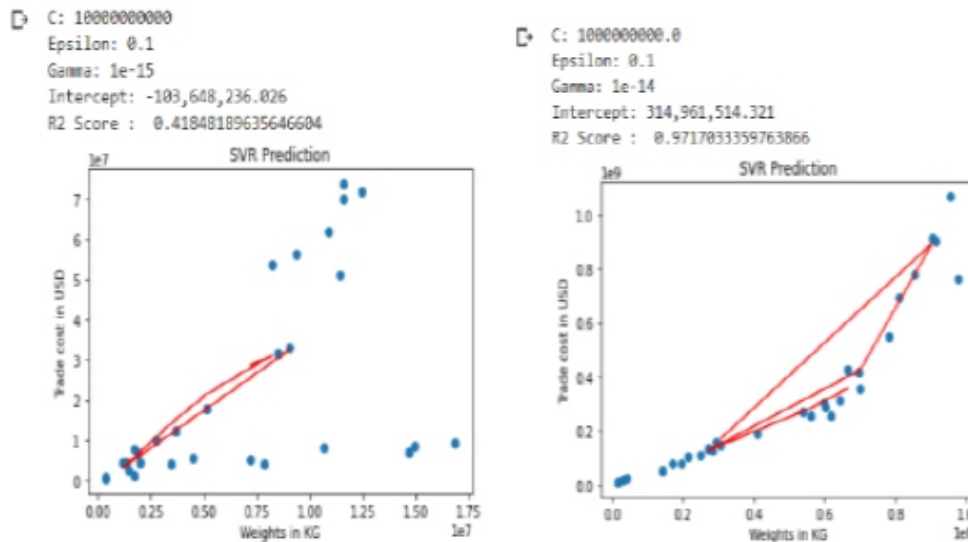 C: 10000000000
Epsilon: 0.1
Gamma: 1e-15
Intercept: -103,648,236.026
R2 Score : 0.41848189635646604
SVR Prediction
1e7
7
6
5
4
3
2
1
0
Trade cost in USD
0.00 0.25 0.50 0.75 1.00 1.25 1.50 1.75
Weights in KG
1e7
C: 1000000000.0
Epsilon: 0.1
Gamma: 1e-14
Intercept: 314,961,514.321
R2 Score : 0.9717033359763866
SVR Prediction
1e9
1.0
0.8
0.6
0.4
0.2
0.0
Trade cost in USD
0.0 0.2 0.4 0.6 0.8
Weights in KG